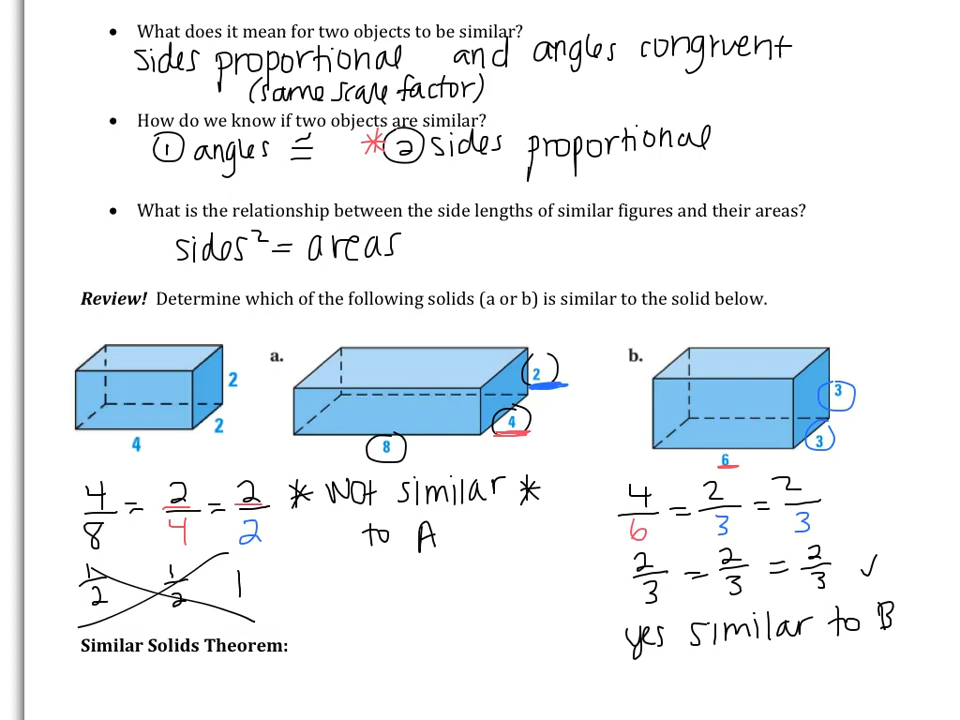 • What does it mean for two objects to be similar?
sides proportional and angles congruent
(same scale factor)
• How do we know if two objects are similar?
① angles ≅ *② sides proportional
• What is the relationship between the side lengths of similar figures and their areas?
sides² = areas
Review! Determine which of the following solids (a or b) is similar to the solid below.
2
2
4
a.
2
4
8
b.
3
3
6
4/8 = 2/4 = 2/2 * NOT similar *
to A
1/2 1/2 1
4/6 = 2/3 = 2/3
2/3 = 2/3 = 2/3 ✓
yes similar to B
Similar Solids Theorem: